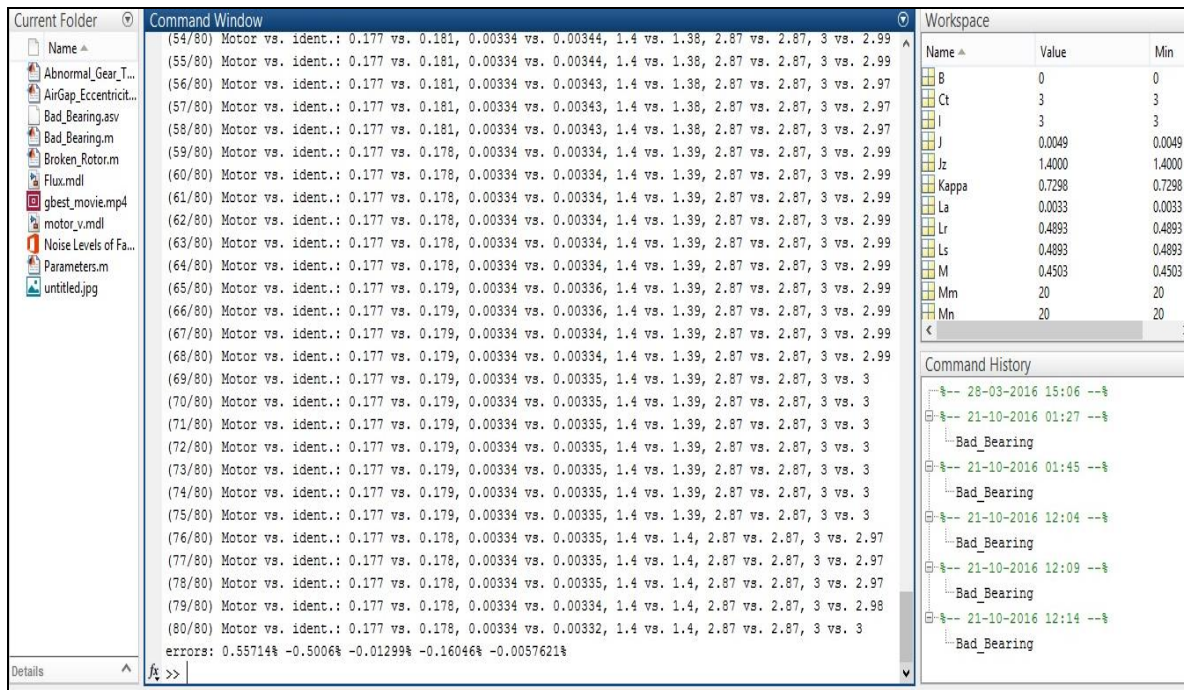 Current Folder
Name
Abnormal_Gear_T...
AirGap_Eccentricit...
Bad_Bearing.asv
Bad_Bearing.m
Broken_Rotor.m
Flux.mdl
gbest_movie.mp4
motor_v.mdl
Noise Levels of Fa...
Parameters.m
untitled.jpg
Details
Command Window
(54/80) Motor vs. ident.: 0.177 vs. 0.181, 0.00334 vs. 0.00344, 1.4 vs. 1.38, 2.87 vs. 2.87, 3 vs. 2.99
(55/80) Motor vs. ident.: 0.177 vs. 0.181, 0.00334 vs. 0.00344, 1.4 vs. 1.38, 2.87 vs. 2.87, 3 vs. 2.99
(56/80) Motor vs. ident.: 0.177 vs. 0.181, 0.00334 vs. 0.00343, 1.4 vs. 1.38, 2.87 vs. 2.87, 3 vs. 2.97
(57/80) Motor vs. ident.: 0.177 vs. 0.181, 0.00334 vs. 0.00343, 1.4 vs. 1.38, 2.87 vs. 2.87, 3 vs. 2.97
(58/80) Motor vs. ident.: 0.177 vs. 0.181, 0.00334 vs. 0.00343, 1.4 vs. 1.38, 2.87 vs. 2.87, 3 vs. 2.97
(59/80) Motor vs. ident.: 0.177 vs. 0.178, 0.00334 vs. 0.00334, 1.4 vs. 1.39, 2.87 vs. 2.87, 3 vs. 2.99
(60/80) Motor vs. ident.: 0.177 vs. 0.178, 0.00334 vs. 0.00334, 1.4 vs. 1.39, 2.87 vs. 2.87, 3 vs. 2.99
(61/80) Motor vs. ident.: 0.177 vs. 0.178, 0.00334 vs. 0.00334, 1.4 vs. 1.39, 2.87 vs. 2.87, 3 vs. 2.99
(62/80) Motor vs. ident.: 0.177 vs. 0.178, 0.00334 vs. 0.00334, 1.4 vs. 1.39, 2.87 vs. 2.87, 3 vs. 2.99
(63/80) Motor vs. ident.: 0.177 vs. 0.178, 0.00334 vs. 0.00334, 1.4 vs. 1.39, 2.87 vs. 2.87, 3 vs. 2.99
(64/80) Motor vs. ident.: 0.177 vs. 0.178, 0.00334 vs. 0.00334, 1.4 vs. 1.39, 2.87 vs. 2.87, 3 vs. 2.99
(65/80) Motor vs. ident.: 0.177 vs. 0.179, 0.00334 vs. 0.00336, 1.4 vs. 1.39, 2.87 vs. 2.87, 3 vs. 2.99
(66/80) Motor vs. ident.: 0.177 vs. 0.179, 0.00334 vs. 0.00336, 1.4 vs. 1.39, 2.87 vs. 2.87, 3 vs. 2.99
(67/80) Motor vs. ident.: 0.177 vs. 0.179, 0.00334 vs. 0.00334, 1.4 vs. 1.39, 2.87 vs. 2.87, 3 vs. 2.99
(68/80) Motor vs. ident.: 0.177 vs. 0.179, 0.00334 vs. 0.00334, 1.4 vs. 1.39, 2.87 vs. 2.87, 3 vs. 2.99
(69/80) Motor vs. ident.: 0.177 vs. 0.179, 0.00334 vs. 0.00335, 1.4 vs. 1.39, 2.87 vs. 2.87, 3 vs. 3
(70/80) Motor vs. ident.: 0.177 vs. 0.179, 0.00334 vs. 0.00335, 1.4 vs. 1.39, 2.87 vs. 2.87, 3 vs. 3
(71/80) Motor vs. ident.: 0.177 vs. 0.179, 0.00334 vs. 0.00335, 1.4 vs. 1.39, 2.87 vs. 2.87, 3 vs. 3
(72/80) Motor vs. ident.: 0.177 vs. 0.179, 0.00334 vs. 0.00335, 1.4 vs. 1.39, 2.87 vs. 2.87, 3 vs. 3
(73/80) Motor vs. ident.: 0.177 vs. 0.179, 0.00334 vs. 0.00335, 1.4 vs. 1.39, 2.87 vs. 2.87, 3 vs. 3
(74/80) Motor vs. ident.: 0.177 vs. 0.179, 0.00334 vs. 0.00335, 1.4 vs. 1.39, 2.87 vs. 2.87, 3 vs. 3
(75/80) Motor vs. ident.: 0.177 vs. 0.179, 0.00334 vs. 0.00335, 1.4 vs. 1.39, 2.87 vs. 2.87, 3 vs. 3
(76/80) Motor vs. ident.: 0.177 vs. 0.178, 0.00334 vs. 0.00335, 1.4 vs. 1.4, 2.87 vs. 2.87, 3 vs. 2.97
(77/80) Motor vs. ident.: 0.177 vs. 0.178, 0.00334 vs. 0.00335, 1.4 vs. 1.4, 2.87 vs. 2.87, 3 vs. 2.97
(78/80) Motor vs. ident.: 0.177 vs. 0.178, 0.00334 vs. 0.00335, 1.4 vs. 1.4, 2.87 vs. 2.87, 3 vs. 2.97
(79/80) Motor vs. ident.: 0.177 vs. 0.178, 0.00334 vs. 0.00334, 1.4 vs. 1.4, 2.87 vs. 2.87, 3 vs. 2.98
(80/80) Motor vs. ident.: 0.177 vs. 0.178, 0.00334 vs. 0.00332, 1.4 vs. 1.4, 2.87 vs. 2.87, 3 vs. 3
errors: 0.55714% -0.5006% -0.01299% -0.16046% -0.0057621%
fx >>
Workspace
Name Value Min
B 0 0
Ct 3 3
I 3 3
J 0.0049 0.0049
Jz 1.4000 1.4000
Kappa 0.7298 0.7298
La 0.0033 0.0033
Lr 0.4893 0.4893
Ls 0.4893 0.4893
M 0.4503 0.4503
Mm 20 20
Mn 20 20
Command History
%-- 28-03-2016 15:06 --%
%-- 21-10-2016 01:27 --%
Bad_Bearing
%-- 21-10-2016 01:45 --%
Bad_Bearing
%-- 21-10-2016 12:04 --%
Bad_Bearing
%-- 21-10-2016 12:09 --%
Bad_Bearing
%-- 21-10-2016 12:14 --%
Bad_Bearing